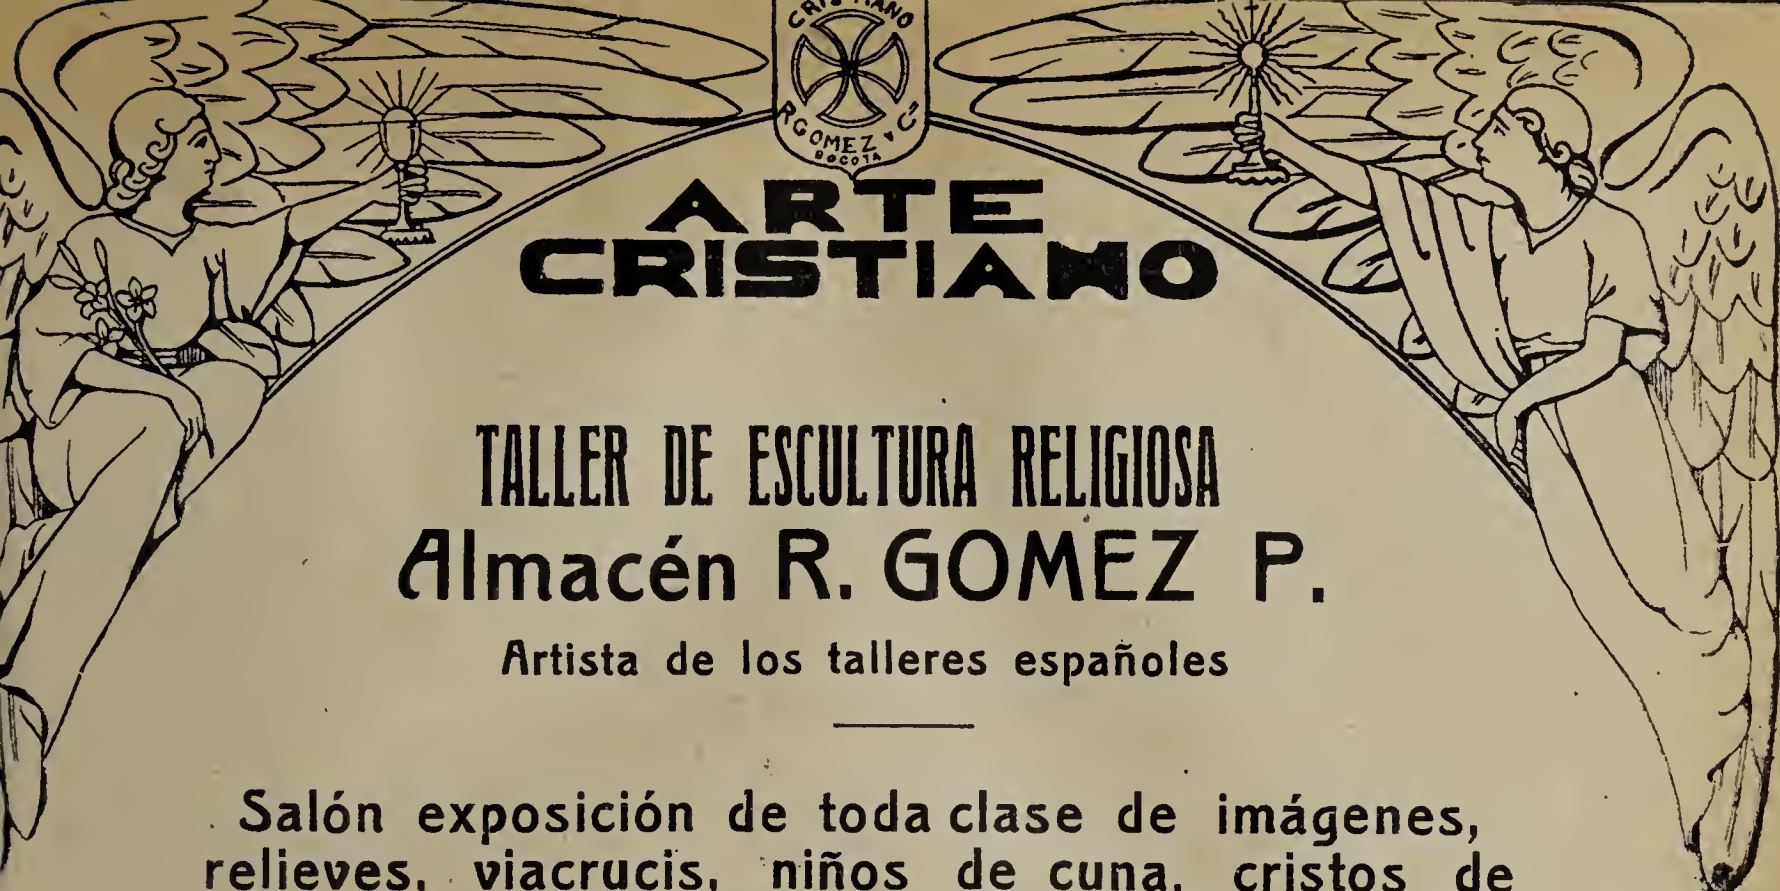 CRISTIANO
R GOMEZ Y Cª
BOGOTA
ARTE
CRISTIANO
TALLER DE ESCULTURA RELIGIOSA
Almacén R. GOMEZ P.
Artista de los talleres españoles
Salón exposición de toda clase de imágenes,
relieves, viacrucis, niños de cuna, cristos de